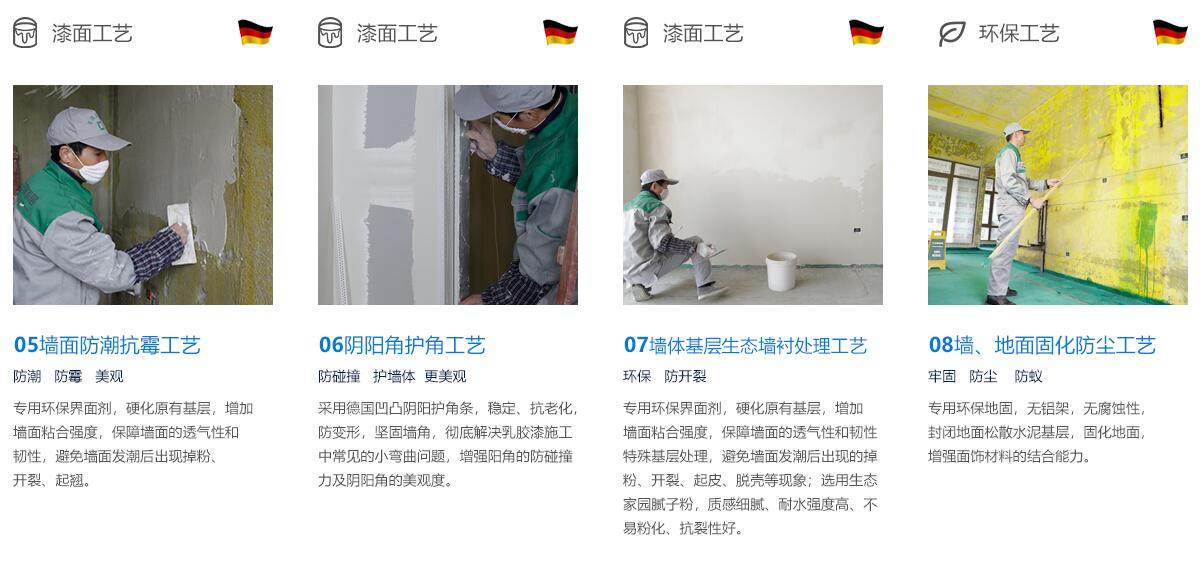 漆面工艺
05墙面防潮抗霉工艺
防潮 防霉 美观
专用环保界面剂，硬化原有基层，增加
墙面粘合强度，保障墙面的透气性和
韧性，避免墙面发潮后出现掉粉、
开裂、起翘。
漆面工艺
06阴阳角护角工艺
防碰撞 护墙体 更美观
采用德国凹凸阴阳护角条，稳定、抗老化，
防变形，坚固墙角，彻底解决乳胶漆施工
中常见的小弯曲问题，增强阳角的防碰撞
力及阴阳角的美观度。
漆面工艺
07墙体基层生态墙衬处理工艺
环保 防开裂
专用环保界面剂，硬化原有基层，增加
墙面粘合强度，保障墙面的透气性和韧性
特殊基层处理，避免墙面发潮后出现的掉
粉、开裂、起皮、脱壳等现象；选用生态
家园腻子粉，质感细腻、耐水强度高、不
易粉化、抗裂性好。
环保工艺
08墙、地面固化防尘工艺
牢固 防尘 防蚁
专用环保地固，无铝架，无腐蚀性，
封闭地面松散水泥基层，固化地面，
增强面饰材料的结合能力。